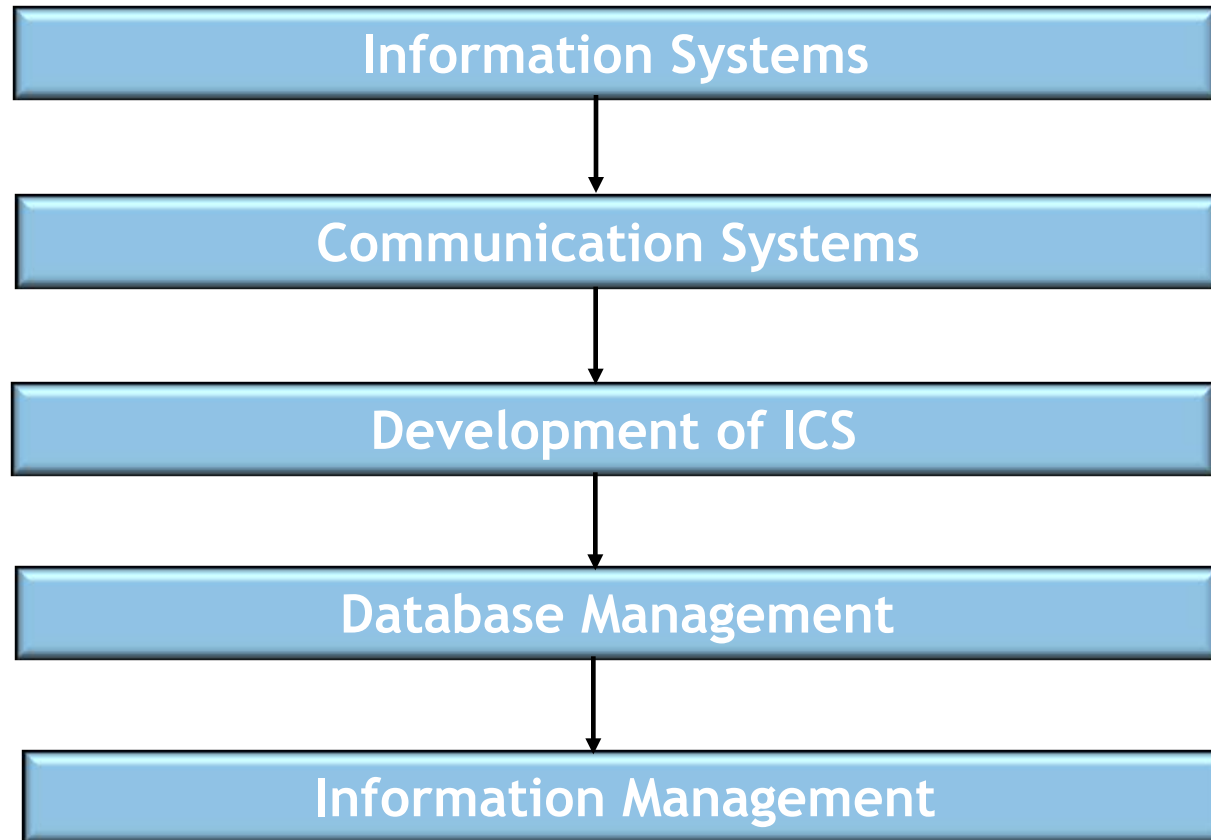 Information Systems
Communication Systems
Development of ICS
Database Management
Information Management